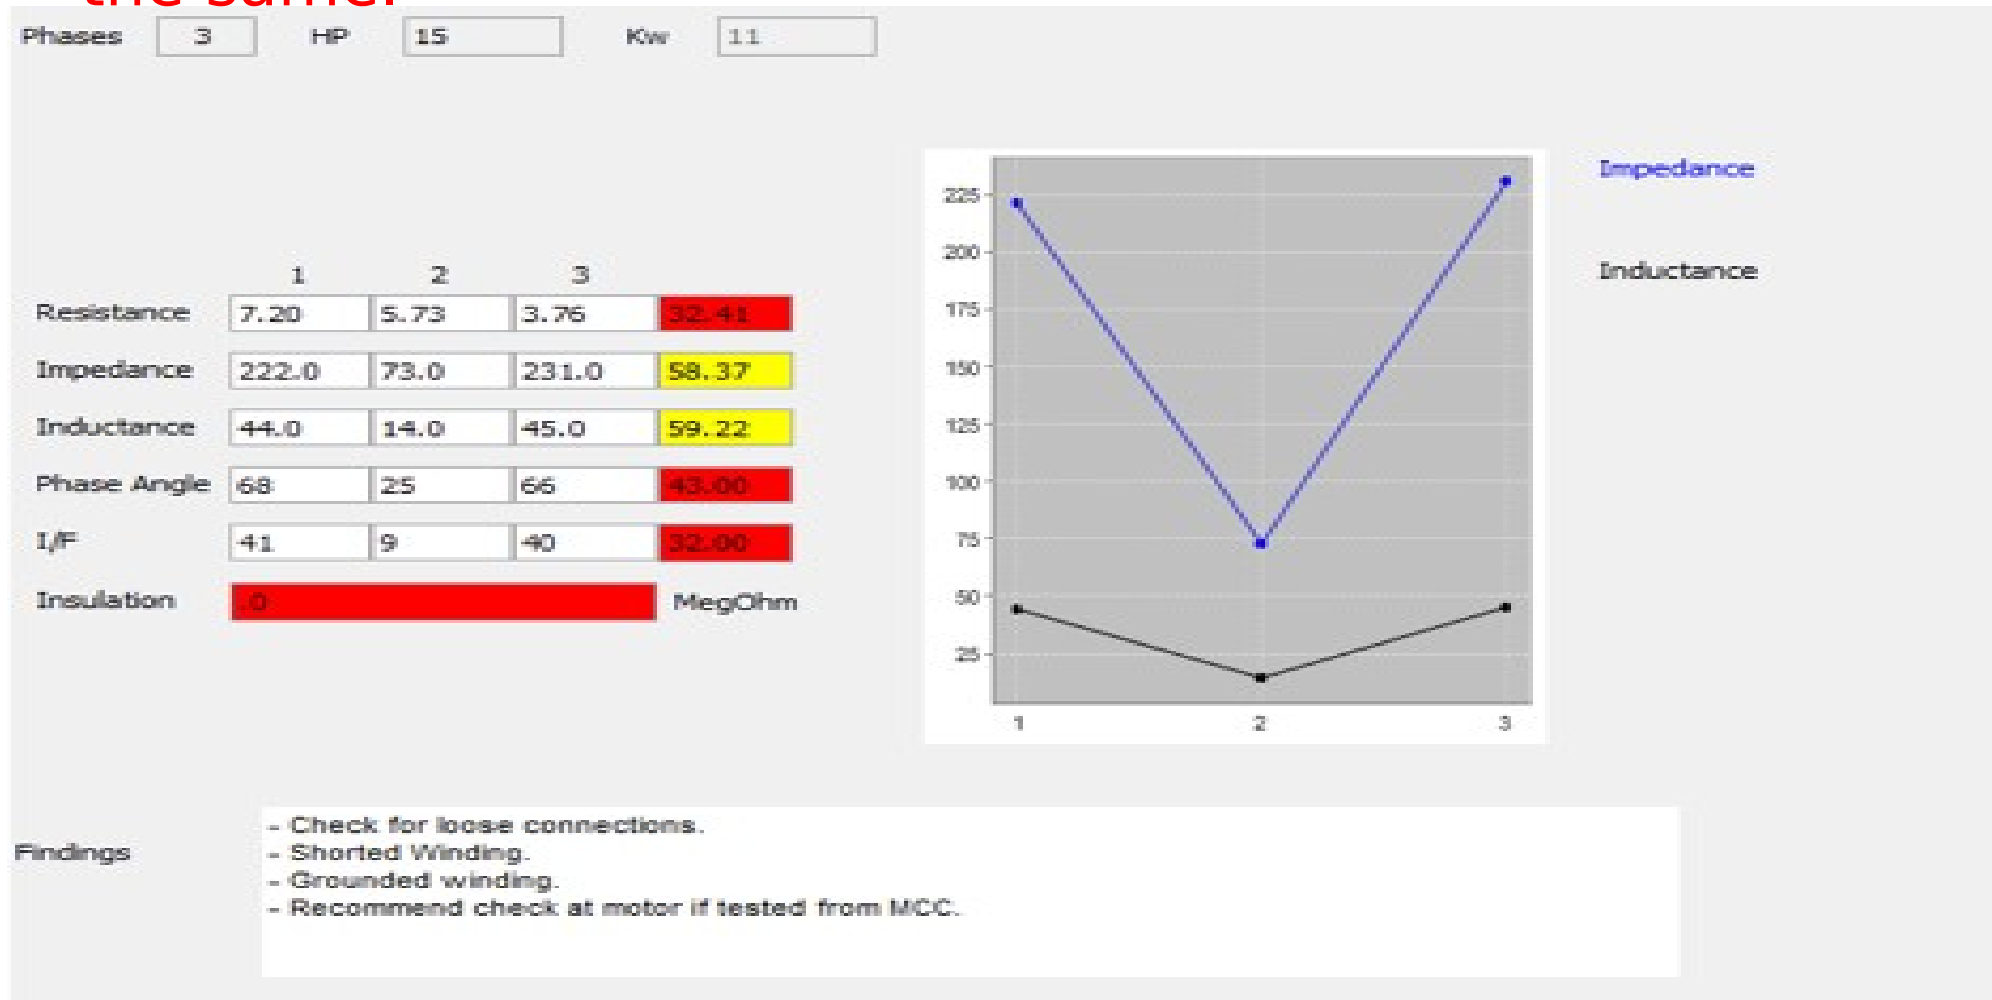 the same.
Phases 3 HP 15 Kw 11
1 2 3
Resistance 7.20 5.73 3.76 32.41
Impedance 222.0 73.0 231.0 58.37
Inductance 44.0 14.0 45.0 59.22
Phase Angle 68 25 66 43.00
I/F 41 9 40 32.00
Insulation .0 MegOhm
225
200
175
150
125
100
75
50
25
1 2 3
Impedance
Inductance
Findings
- Check for loose connections.
- Shorted Winding.
- Grounded winding.
- Recommend check at motor if tested from MCC.